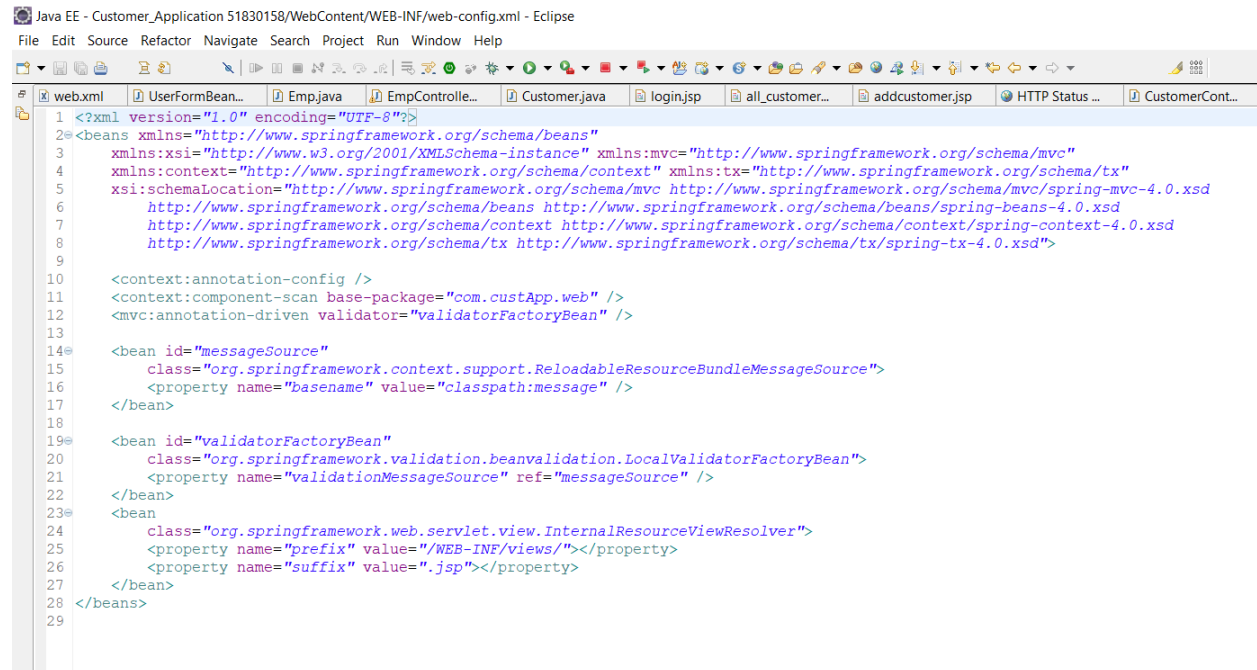 Java EE - Customer_Application 51830158/WebContent/WEB-INF/web-config.xml - Eclipse
File Edit Source Refactor Navigate Search Project Run Window Help
web.xml UserFormBean... Emp.java EmpControlle... Customer.java login.jsp all_customer... addcustomer.jsp HTTP Status ... CustomerCont...
1 <?xml version="1.0" encoding="UTF-8"?>
2 <beans xmlns="http://www.springframework.org/schema/beans"
3 xmlns:xsi="http://www.w3.org/2001/XMLSchema-instance" xmlns:mvc="http://www.springframework.org/schema/mvc"
4 xmlns:context="http://www.springframework.org/schema/context" xmlns:tx="http://www.springframework.org/schema/tx"
5 xsi:schemaLocation="http://www.springframework.org/schema/mvc http://www.springframework.org/schema/mvc/spring-mvc-4.0.xsd
6 http://www.springframework.org/schema/beans http://www.springframework.org/schema/beans/spring-beans-4.0.xsd
7 http://www.springframework.org/schema/context http://www.springframework.org/schema/context/spring-context-4.0.xsd
8 http://www.springframework.org/schema/tx http://www.springframework.org/schema/tx/spring-tx-4.0.xsd">
9
10 <context:annotation-config />
11 <context:component-scan base-package="com.custApp.web" />
12 <mvc:annotation-driven validator="validatorFactoryBean" />
13
14 <bean id="messageSource"
15 class="org.springframework.context.support.ReloadableResourceBundleMessageSource">
16 <property name="basename" value="classpath:message" />
17 </bean>
18
19 <bean id="validatorFactoryBean"
20 class="org.springframework.validation.beanvalidation.LocalValidatorFactoryBean">
21 <property name="validationMessageSource" ref="messageSource" />
22 </bean>
23 <bean
24 class="org.springframework.web.servlet.view.InternalResourceViewResolver">
25 <property name="prefix" value="/WEB-INF/views/"></property>
26 <property name="suffix" value=".jsp"></property>
27 </bean>
28 </beans>
29